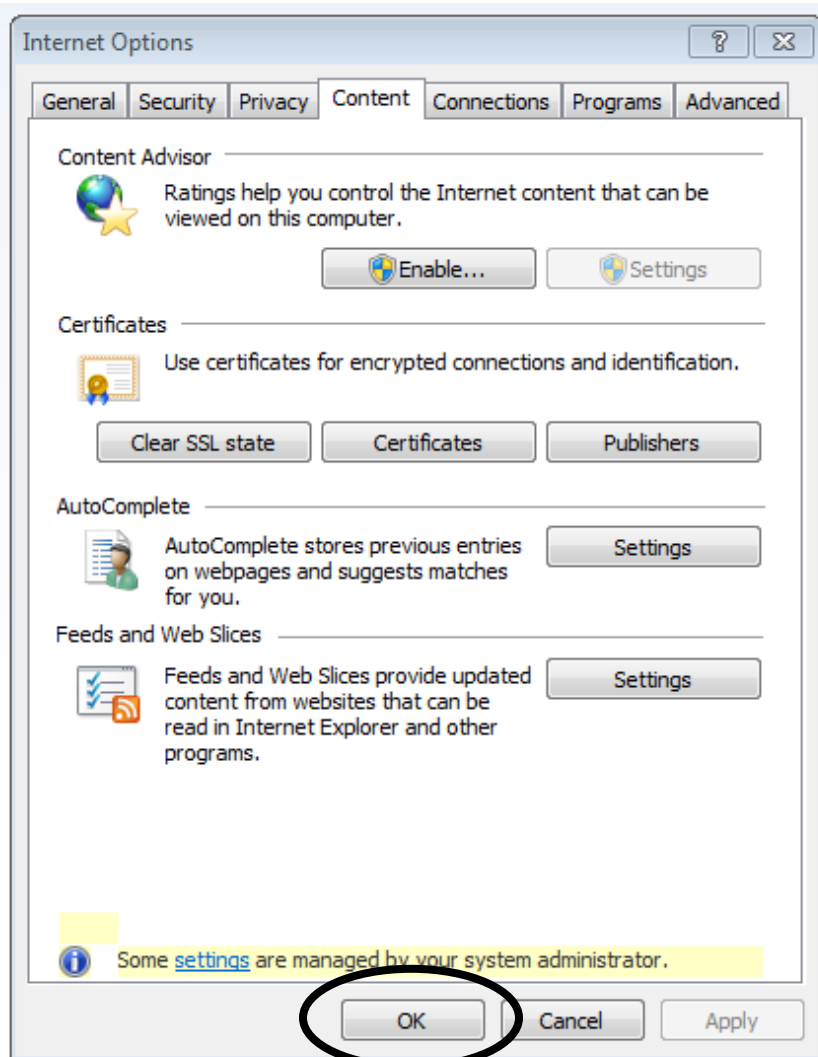 Internet Options
General Security Privacy Content Connections Programs Advanced
Content Advisor
Ratings help you control the Internet content that can be
viewed on this computer.
Enable... Settings
Certificates
Use certificates for encrypted connections and identification.
Clear SSL state Certificates Publishers
AutoComplete
AutoComplete stores previous entries
on webpages and suggests matches
for you.
Settings
Feeds and Web Slices
Feeds and Web Slices provide updated
content from websites that can be
read in Internet Explorer and other
programs.
Settings
Some settings are managed by your system administrator.
OK Cancel Apply